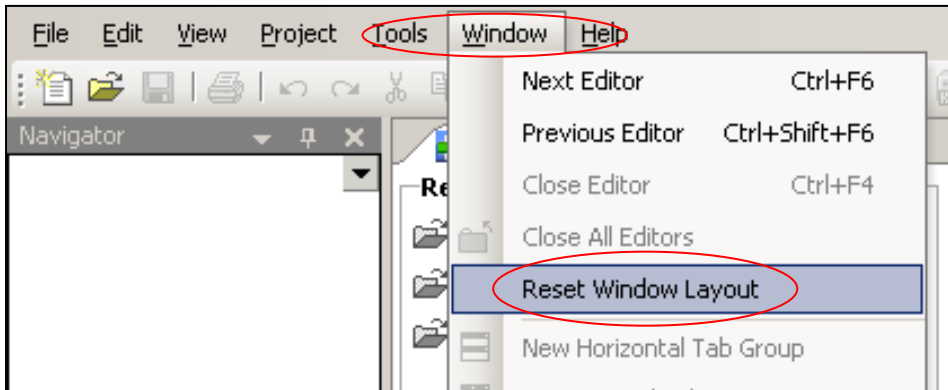 File Edit View Project Tools Window Help
Next Editor Ctrl+F6
Navigator
Previous Editor Ctrl+Shift+F6
Re
Close Editor Ctrl+F4
Close All Editors
Reset Window Layout
New Horizontal Tab Group